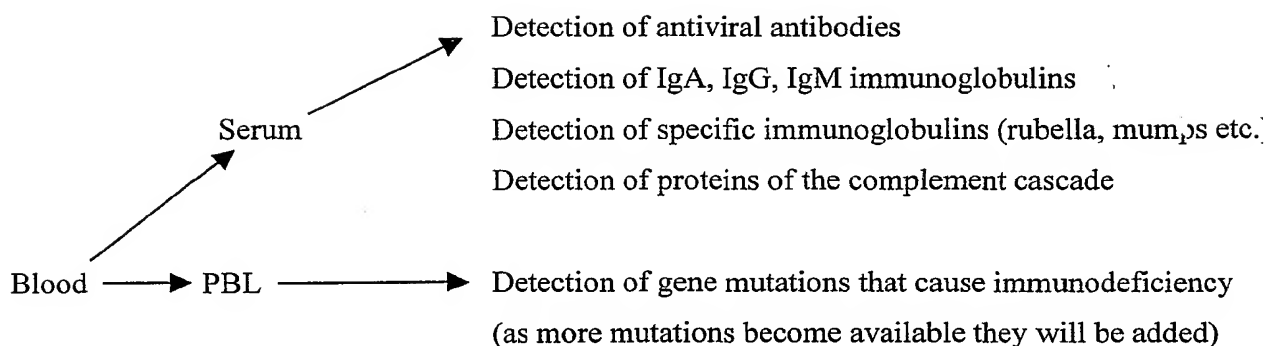 Detection of antiviral antibodies
Detection of IgA, IgG, IgM immunoglobulins
Serum
Detection of specific immunoglobulins (rubella, mumps etc.)
Detection of proteins of the complement cascade
Blood
PBL
Detection of gene mutations that cause immunodeficiency
(as more mutations become available they will be added)